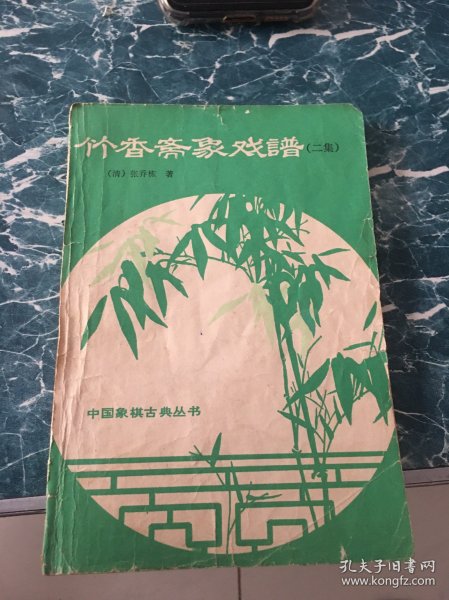 竹香斋象戏譜(二集)
(清)张乔栋 著
中国象棋古典丛书
孔夫子旧书网
www.kongfz.com